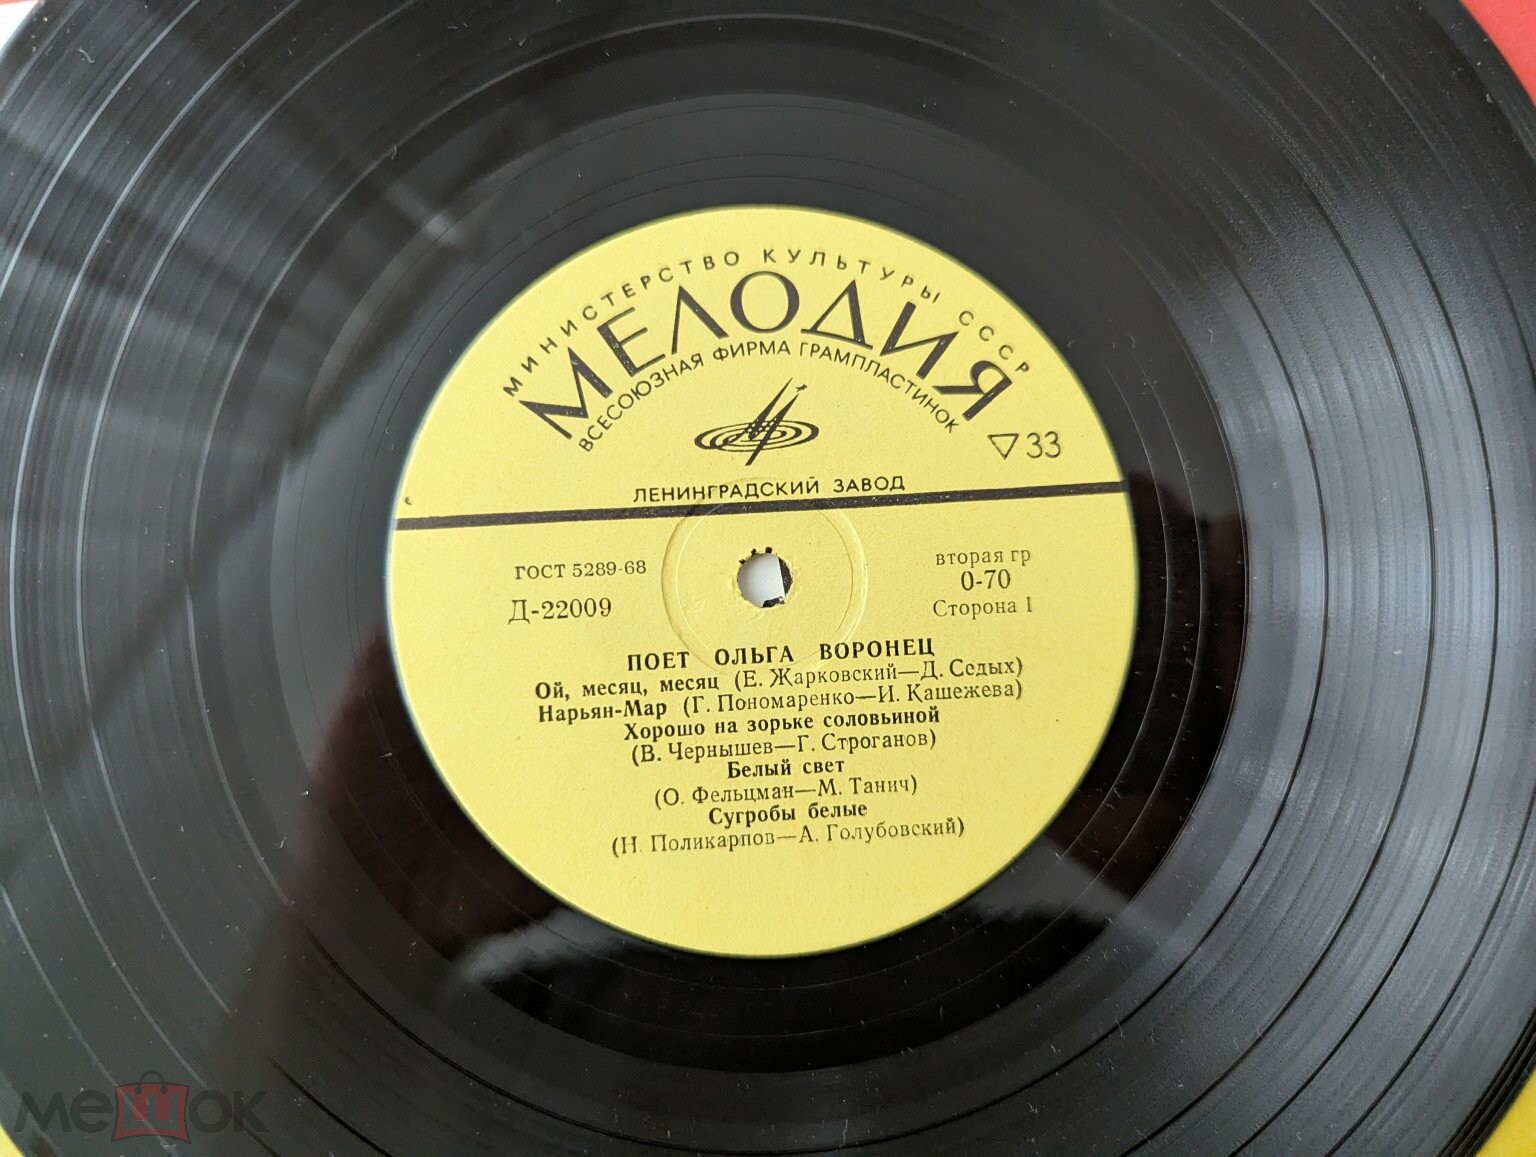 МИНИСТЕРСТВО КУЛЬТУРЫ СССР
МЕЛОДИЯ
ВСЕСОЮЗНАЯ ФИРМА ГРАМПЛАСТИНОК
▽33
ЛЕНИНГРАДСКИЙ ЗАВОД
ГОСТ 5289-68
Д-22009
вторая гр
0-70
Сторона 1
ПОЕТ ОЛЬГА ВОРОНЕЦ
Ой, месяц, месяц (Е. Жарковский—Д. Седых)
Нарьян-Мар (Г. Пономаренко—И. Кашежева)
Хорошо на зорьке соловьиной
(В. Чернышев—Г. Строганов)
Белый свет
(О. Фельцман—М. Танич)
Сугробы белые
(Н. Поликарпов—А. Голубовский)
мешок